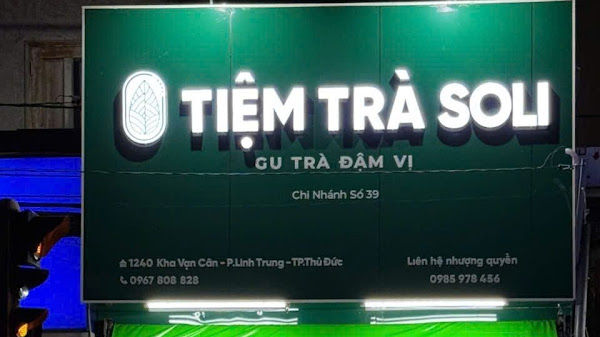 TIỆM TRÀ SOLI
GU TRÀ ĐẬM VỊ
Chi Nhánh Số 39
1240 Kha Vạn Cân - P.Linh Trung - TP.Thủ Đức
0967 808 828
Liên hệ nhượng quyền
0985 978 456